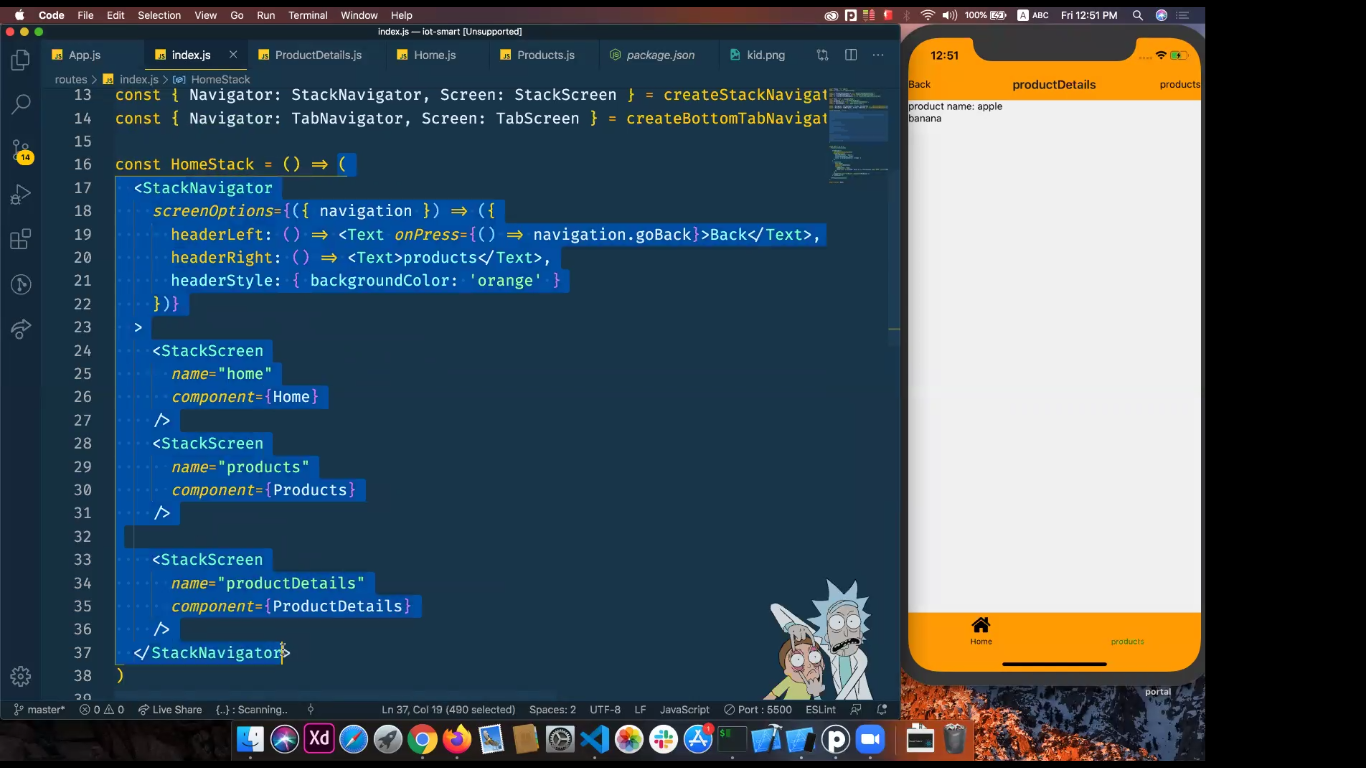 Code File Edit Selection View Go Run Terminal Window Help
100% A ABC Fri 12:51 PM
index.js — iot-smart [Unsupported]
App.js index.js ProductDetails.js Home.js Products.js package.json kid.png
routes index.js HomeStack
13 const { Navigator: StackNavigator, Screen: StackScreen } = createStackNavigat
14 const { Navigator: TabNavigator, Screen: TabScreen } = createBottomTabNavigat
15
16 const HomeStack = () => (
17 <StackNavigator
18 screenOptions={({ navigation }) => ({
19 headerLeft: () => <Text onPress={() => navigation.goBack}>Back</Text>,
20 headerRight: () => <Text>products</Text>,
21 headerStyle: { backgroundColor: 'orange' }
22 })}
23 >
24 <StackScreen
25 name="home"
26 component={Home}
27 />
28 <StackScreen
29 name="products"
30 component={Products}
31 />
32
33 <StackScreen
34 name="productDetails"
35 component={ProductDetails}
36 />
37 </StackNavigator>
38 )
39
14
master* 0 0 Live Share {..} : Scanning.. Ln 37, Col 19 (490 selected) Spaces: 2 UTF-8 LF JavaScript Port : 5500 ESLint
12:51
Back productDetails products
product name: apple
banana
Home products
portal
Xd
1